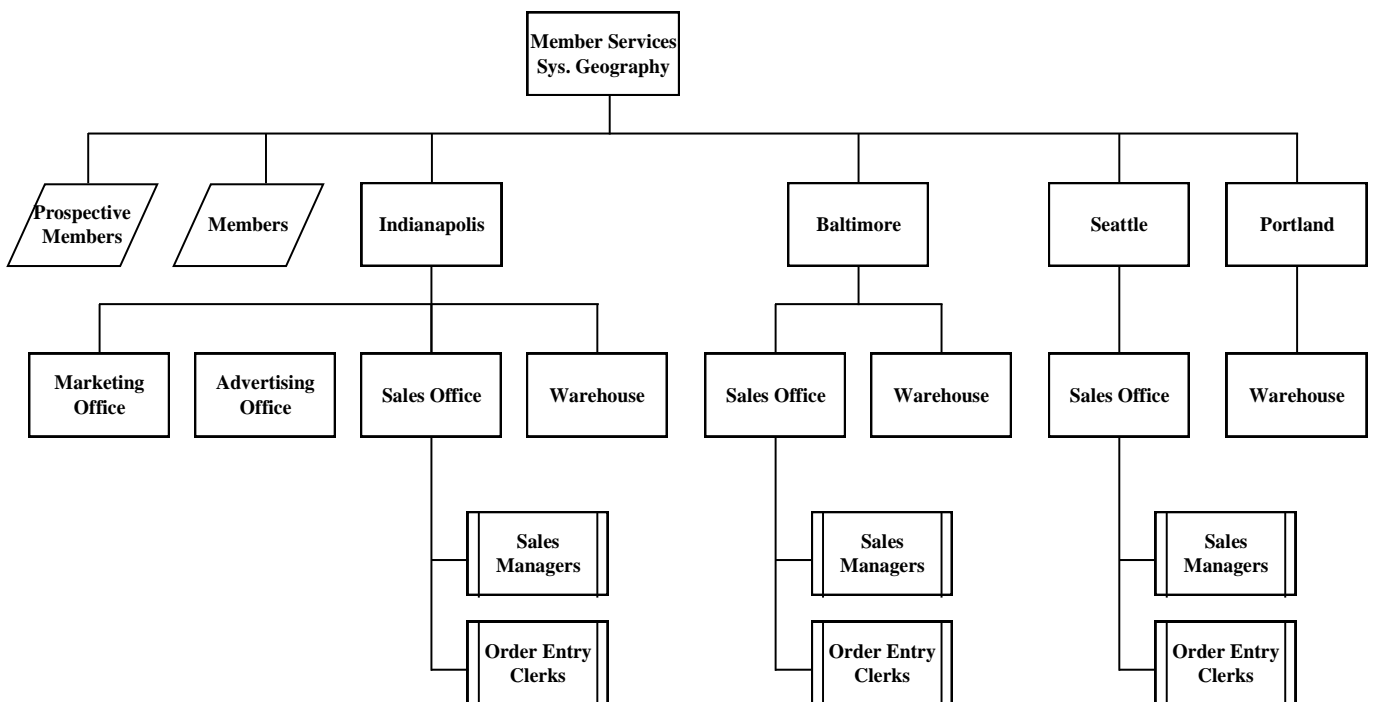 Member Services
Sys. Geography
Prospective
Members
Members
Indianapolis
Baltimore
Seattle
Portland
Marketing
Office
Advertising
Office
Sales Office
Warehouse
Sales Office
Warehouse
Sales Office
Warehouse
Sales
Managers
Sales
Managers
Sales
Managers
Order Entry
Clerks
Order Entry
Clerks
Order Entry
Clerks